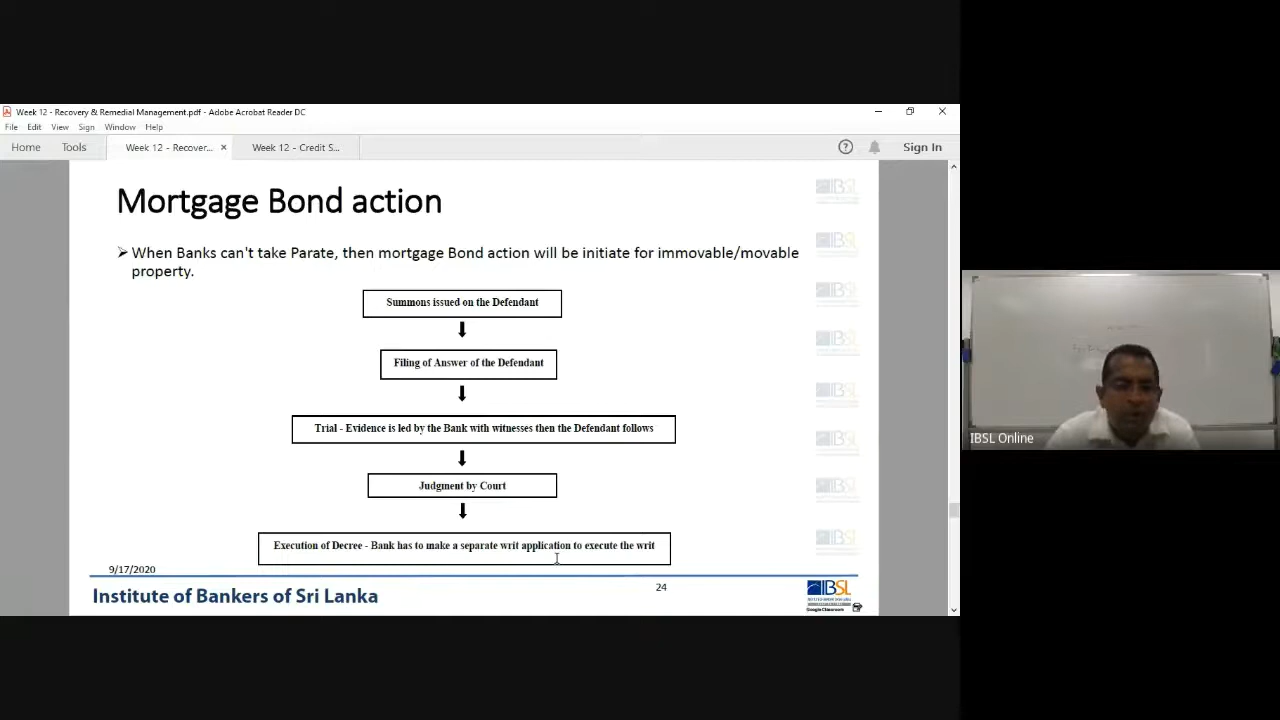 Week 12 - Recovery & Remedial Management.pdf - Adobe Acrobat Reader DC
File Edit View Sign Window Help
Home Tools Week 12 - Recover... × Week 12 - Credit S... Sign In
Mortgage Bond action
When Banks can't take Parate, then mortgage Bond action will be initiate for immovable/movable
property.
Summons issued on the Defendant
Filing of Answer of the Defendant
Trial - Evidence is led by the Bank with witnesses then the Defendant follows
Judgment by Court
Execution of Decree - Bank has to make a separate writ application to execute the writ
9/17/2020
24
Institute of Bankers of Sri Lanka
IBSL
Google Classroom
IBSL Online